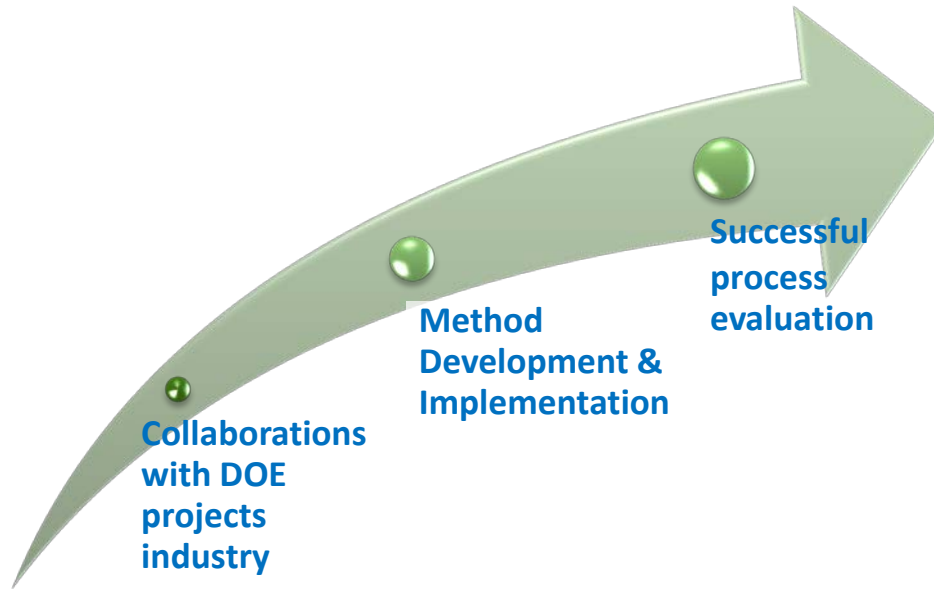 Successful
process
evaluation
Method
Development &
Implementation
Collaborations
with DOE
projects
industry